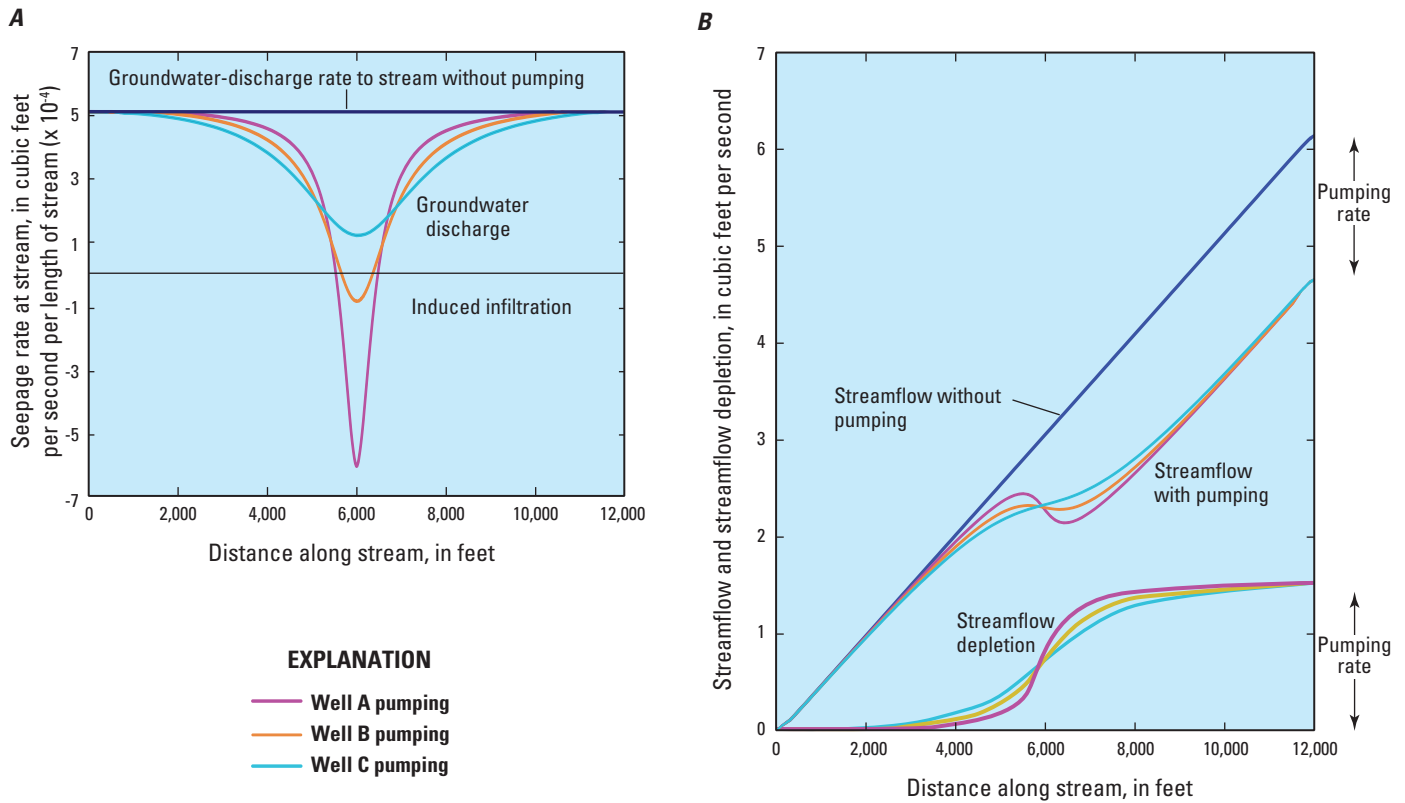 A
7
5
3
1
-1
-3
-5
-7
Seepage rate at stream, in cubic feet
per second per length of stream (x 10-4)
Groundwater-discharge rate to stream without pumping
Groundwater
discharge
Induced infiltration
0
2,000
4,000
6,000
8,000
10,000
12,000
Distance along stream, in feet
EXPLANATION
Well A pumping
Well B pumping
Well C pumping
B
7
6
5
4
3
2
1
0
Streamflow and streamflow depletion, in cubic feet per second
Streamflow without
pumping
Streamflow
with pumping
Streamflow
depletion
Pumping
rate
Pumping
rate
0
2,000
4,000
6,000
8,000
10,000
12,000
Distance along stream, in feet